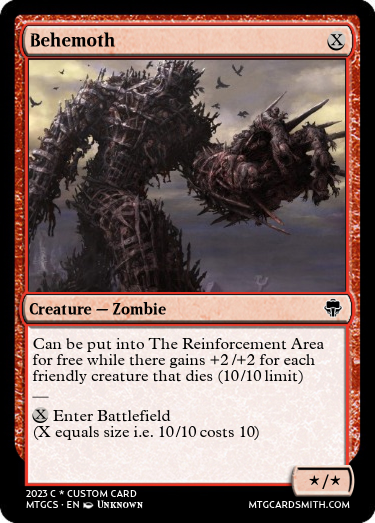 Behemoth X
Creature — Zombie
Can be put into The Reinforcement Area
for free while there gains +2/+2 for each
friendly creature that dies (10/10 limit)
—
X Enter Battlefield
(X equals size i.e. 10/10 costs 10)
★/★
2023 C * CUSTOM CARD
MTGCS · EN Unknown
MTGCARDSMITH.COM